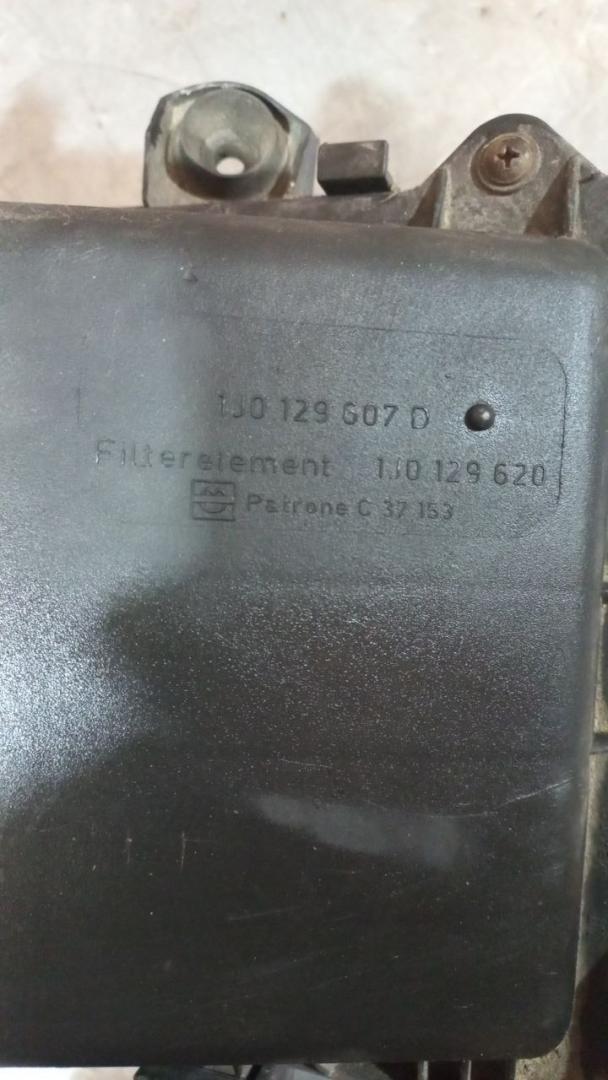 1J0 129 607 D
Filterelement 1J0 129 620
Patrone C 37 153